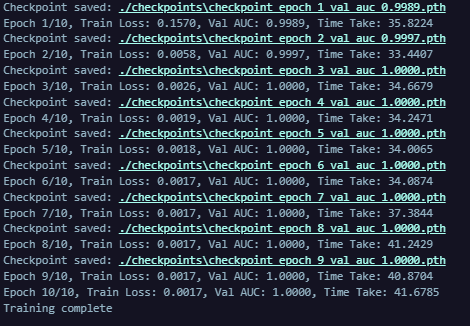 Checkpoint saved: ./checkpoints\checkpoint_epoch_1_val_auc_0.9989.pth
Epoch 1/10, Train Loss: 0.1570, Val AUC: 0.9989, Time Take: 35.8224
Checkpoint saved: ./checkpoints\checkpoint_epoch_2_val_auc_0.9997.pth
Epoch 2/10, Train Loss: 0.0058, Val AUC: 0.9997, Time Take: 33.4407
Checkpoint saved: ./checkpoints\checkpoint_epoch_3_val_auc_1.0000.pth
Epoch 3/10, Train Loss: 0.0026, Val AUC: 1.0000, Time Take: 34.6679
Checkpoint saved: ./checkpoints\checkpoint_epoch_4_val_auc_1.0000.pth
Epoch 4/10, Train Loss: 0.0019, Val AUC: 1.0000, Time Take: 34.2471
Checkpoint saved: ./checkpoints\checkpoint_epoch_5_val_auc_1.0000.pth
Epoch 5/10, Train Loss: 0.0018, Val AUC: 1.0000, Time Take: 34.0065
Checkpoint saved: ./checkpoints\checkpoint_epoch_6_val_auc_1.0000.pth
Epoch 6/10, Train Loss: 0.0017, Val AUC: 1.0000, Time Take: 34.0874
Checkpoint saved: ./checkpoints\checkpoint_epoch_7_val_auc_1.0000.pth
Epoch 7/10, Train Loss: 0.0017, Val AUC: 1.0000, Time Take: 37.3844
Checkpoint saved: ./checkpoints\checkpoint_epoch_8_val_auc_1.0000.pth
Epoch 8/10, Train Loss: 0.0017, Val AUC: 1.0000, Time Take: 41.2429
Checkpoint saved: ./checkpoints\checkpoint_epoch_9_val_auc_1.0000.pth
Epoch 9/10, Train Loss: 0.0017, Val AUC: 1.0000, Time Take: 40.8704
Epoch 10/10, Train Loss: 0.0017, Val AUC: 1.0000, Time Take: 41.6785
Training complete